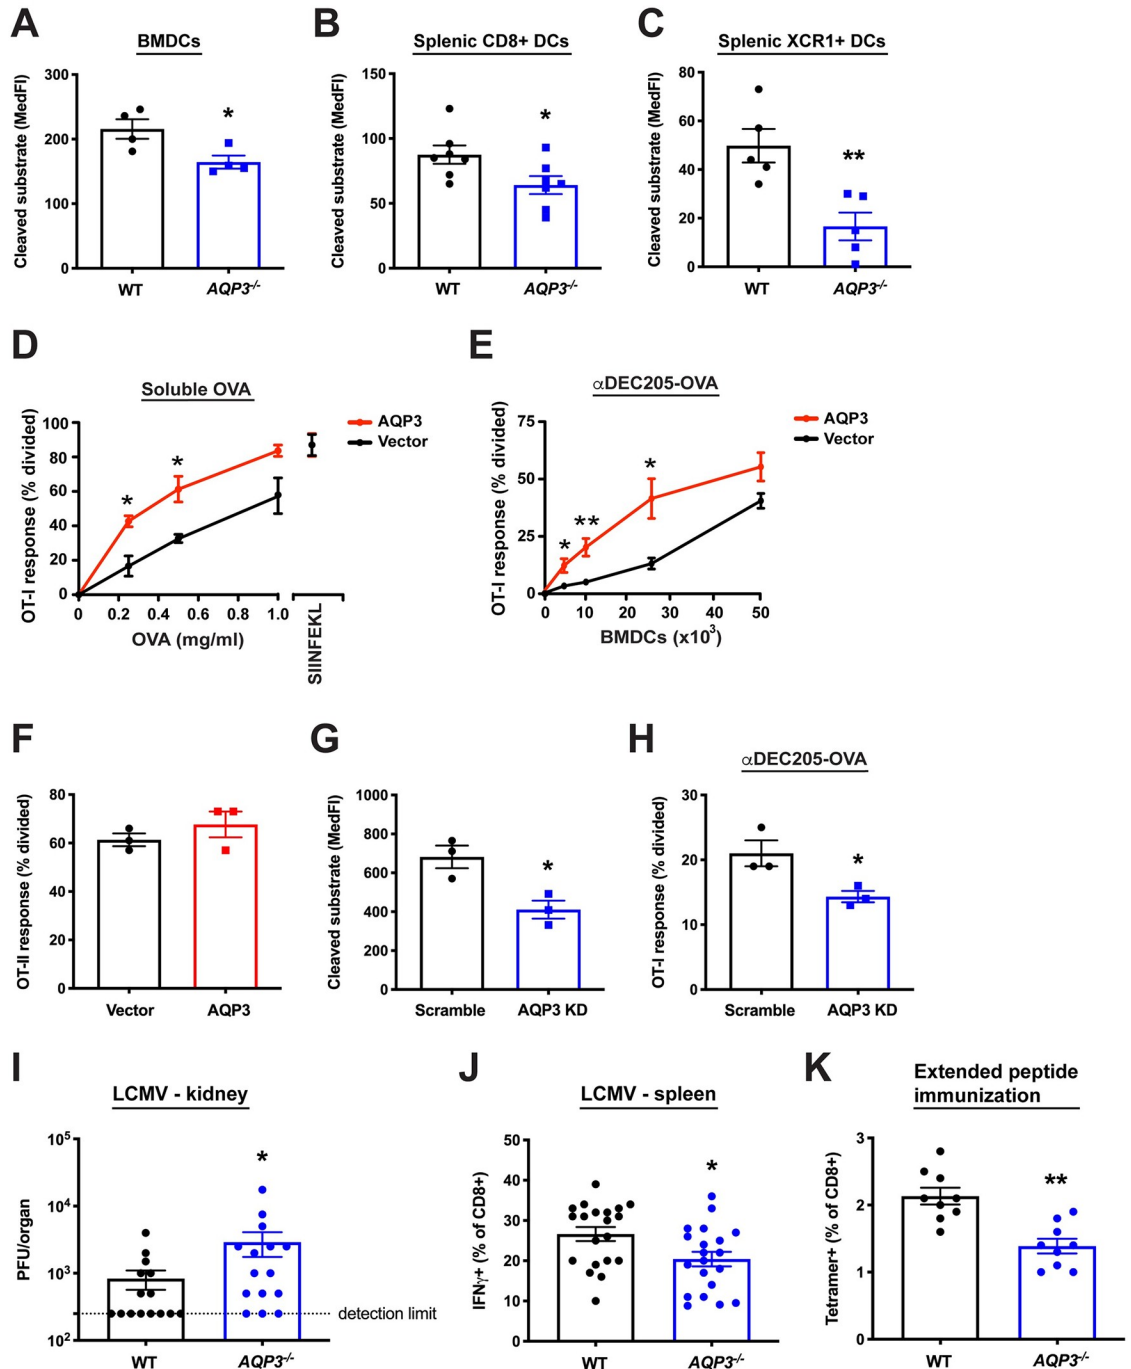 A
BMDCs
Cleaved substrate (MedFI)
300
200
100
0
*
WT
AQP3-/-
B
Splenic CD8+ DCs
Cleaved substrate (MedFI)
150
100
50
0
*
WT
AQP3-/-
C
Splenic XCR1+ DCs
Cleaved substrate (MedFI)
80
60
40
20
0
**
WT
AQP3-/-
D
Soluble OVA
OT-I response (% divided)
100
80
60
40
20
0
* *
0 0.2 0.4 0.6 0.8 1.0
SIINFEKL
OVA (mg/ml)
AQP3
Vector
E
αDEC205-OVA
OT-I response (% divided)
75
50
25
0
* ** *
0 10 20 30 40 50
BMDCs (x10³)
AQP3
Vector
F
OT-II response (% divided)
80
60
40
20
0
Vector
AQP3
G
Cleaved substrate (MedFI)
1000
800
600
400
200
0
*
Scramble
AQP3 KD
H
αDEC205-OVA
OT-I response (% divided)
30
20
10
0
*
Scramble
AQP3 KD
I
LCMV - kidney
PFU/organ
10⁵
10⁴
10³
10²
*
detection limit
WT
AQP3-/-
J
LCMV - spleen
IFNγ+ (% of CD8+)
50
40
30
20
10
0
*
WT
AQP3-/-
K
Extended peptide
immunization
Tetramer+ (% of CD8+)
3
2
1
0
**
WT
AQP3-/-